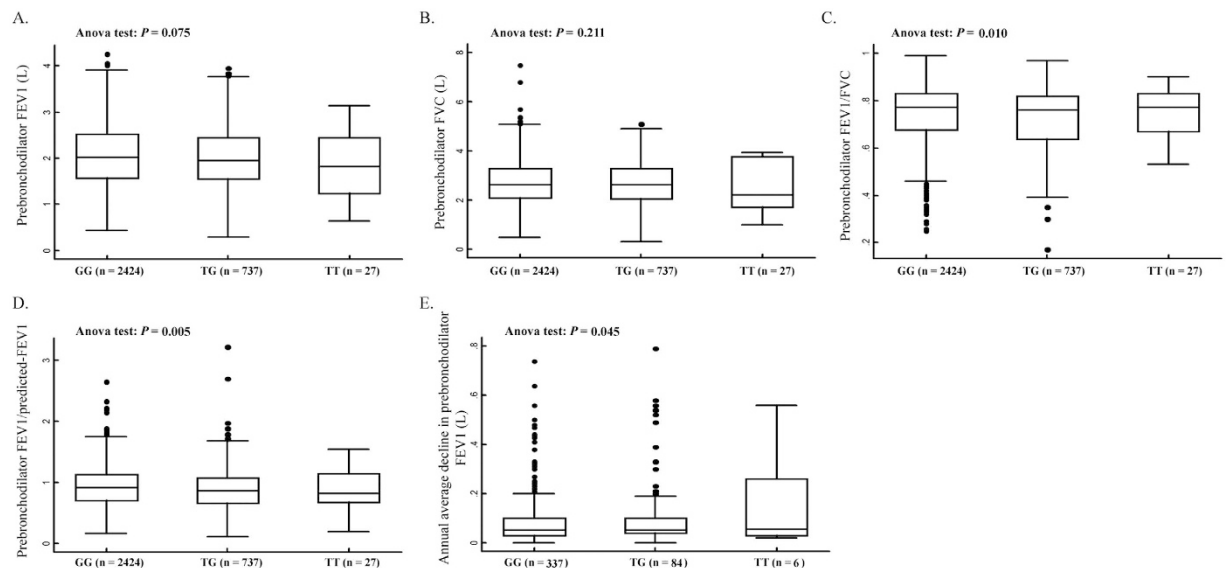 A.
Anova test: P = 0.075
Prebronchodilator FEV1 (L)
4
3
2
1
0
GG (n = 2424) TG (n = 737) TT (n = 27)
B.
Anova test: P = 0.211
Prebronchodilator FVC (L)
8
6
4
2
0
GG (n = 2424) TG (n = 737) TT (n = 27)
C.
Anova test: P = 0.010
Prebronchodilator FEV1/FVC
1
.8
.6
.4
.2
GG (n = 2424) TG (n = 737) TT (n = 27)
D.
Anova test: P = 0.005
Prebronchodilator FEV1/predicted-FEV1
3
2
1
0
GG (n = 2424) TG (n = 737) TT (n = 27)
E.
Anova test: P = 0.045
Annual average decline in prebronchodilator
FEV1 (L)
.8
.6
.4
.2
0
GG (n = 337) TG (n = 84) TT (n = 6)